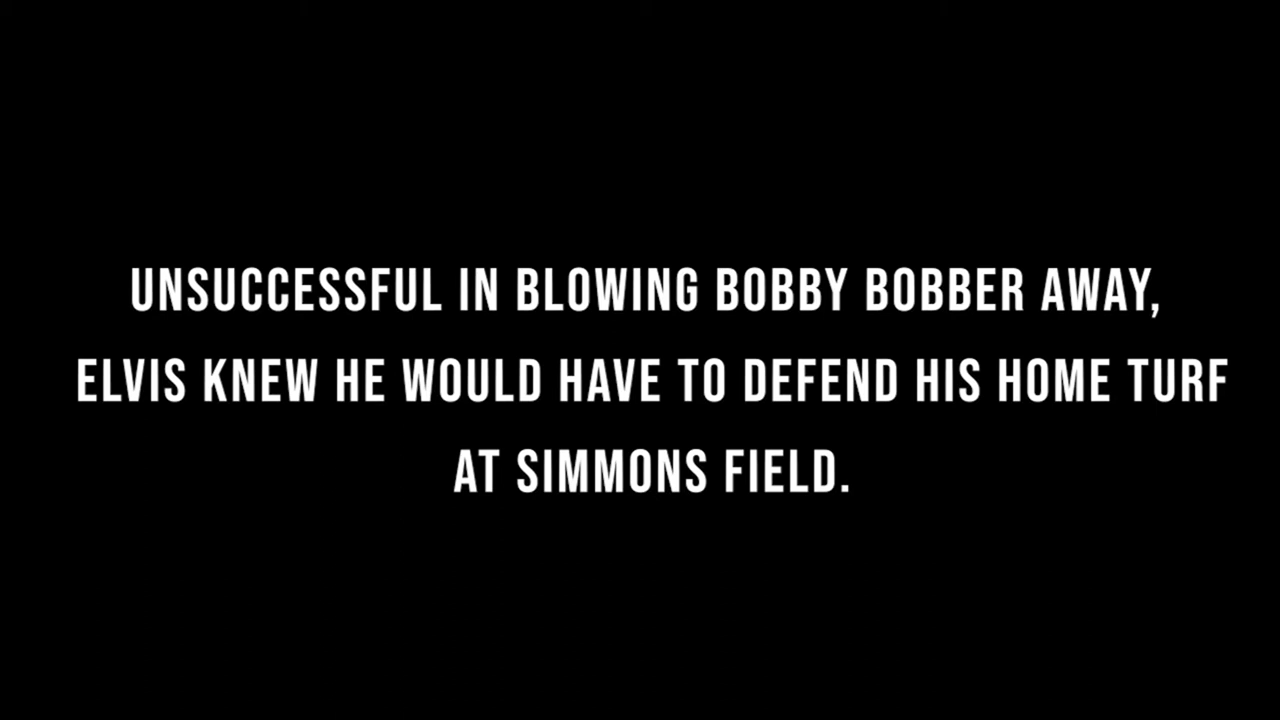 UNSUCCESSFUL IN BLOWING BOBBY BOBBER AWAY,
ELVIS KNEW HE WOULD HAVE TO DEFEND HIS HOME TURF
AT SIMMONS FIELD.